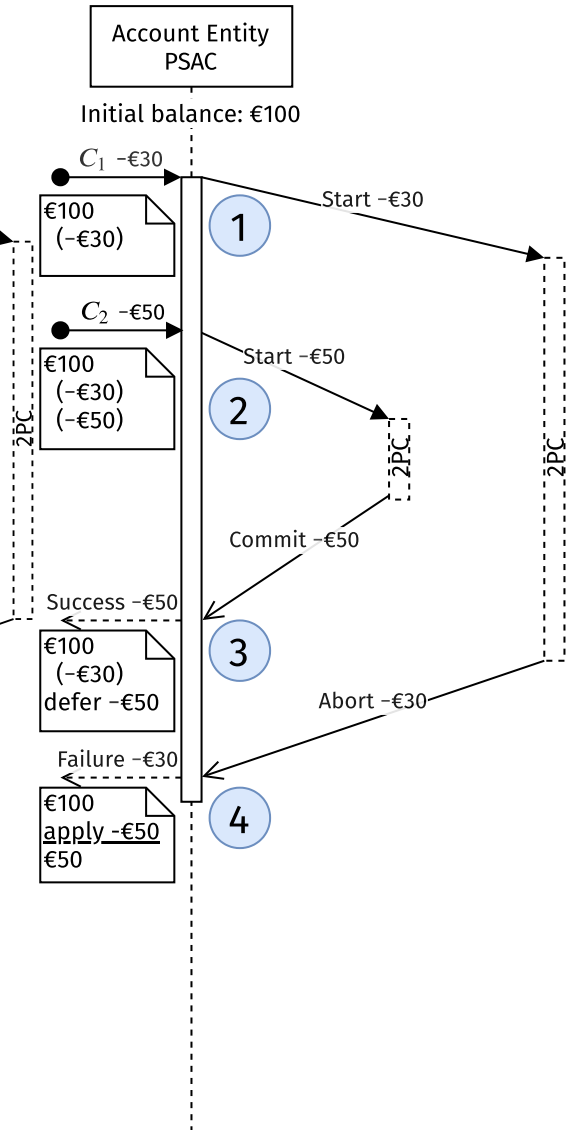 Account Entity
PSAC
Initial balance: €100
C1 -€30
Start -€30
€100
(-€30)
1
C2 -€50
Start -€50
€100
(-€30)
(-€50)
2
2PC
2PC
2PC
Commit -€50
Success -€50
€100
(-€30)
defer -€50
3
Abort -€30
Failure -€30
€100
apply -€50
€50
4